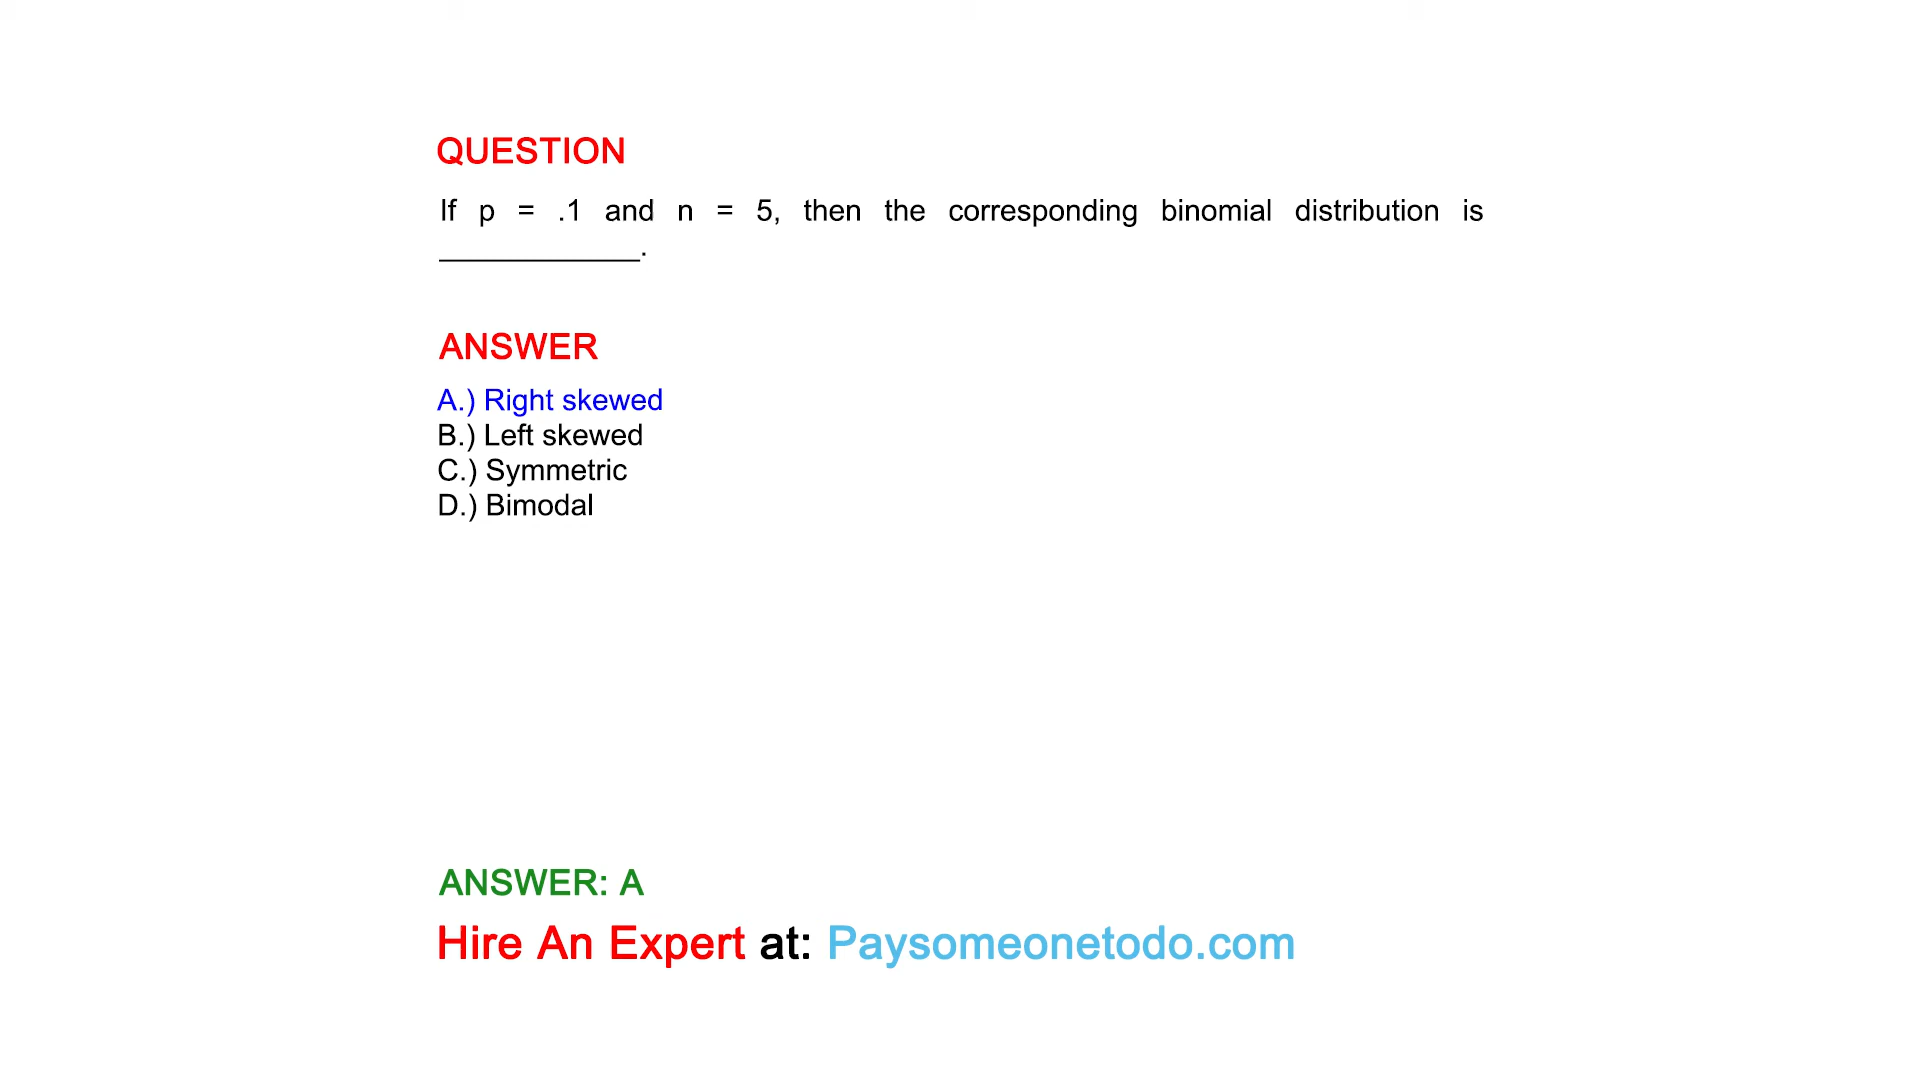 QUESTION
If p = .1 and n = 5, then the corresponding binomial distribution is
____________.
ANSWER
A.) Right skewed
B.) Left skewed
C.) Symmetric
D.) Bimodal
ANSWER: A
Hire An Expert at: Paysomeonetodo.com